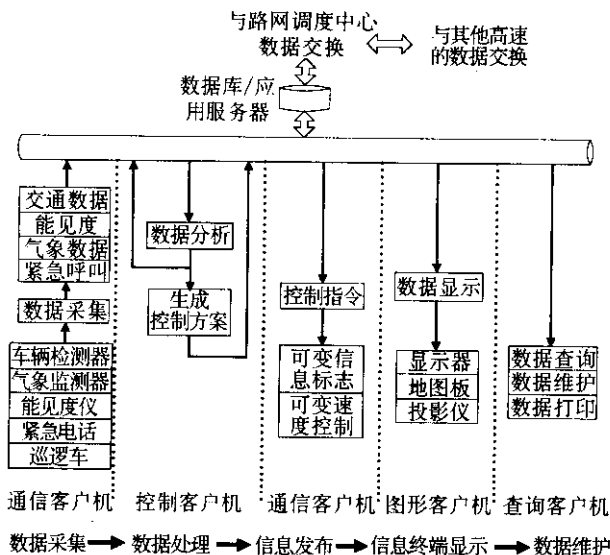 与路网调度中心
数据交换
与其他高速
的数据交换
数据库/应
用服务器
交通数据
能见度
气象数据
紧急呼叫
数据采集
车辆检测器
气象监测器
能见度仪
紧急电话
巡逻车
数据分析
生成
控制方案
控制指令
可变信
息标志
可变速
度控制
数据显示
显示器
地图板
投影仪
数据查询
数据维护
数据打印
通信客户机
控制客户机
通信客户机
图形客户机
查询客户机
数据采集
数据处理
信息发布
信息终端显示
数据维护